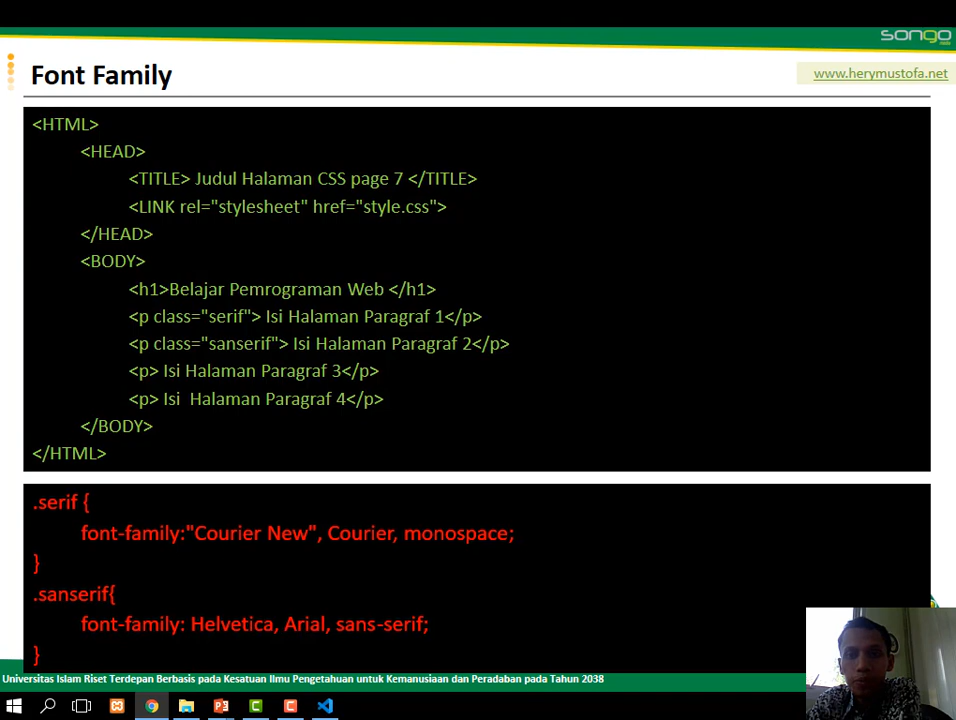 songo
Font Family
www.herymustofa.net
<HTML>
<HEAD>
<TITLE> Judul Halaman CSS page 7 </TITLE>
<LINK rel="stylesheet" href="style.css">
</HEAD>
<BODY>
<h1>Belajar Pemrograman Web </h1>
<p class="serif"> Isi Halaman Paragraf 1</p>
<p class="sanserif"> Isi Halaman Paragraf 2</p>
<p> Isi Halaman Paragraf 3</p>
<p> Isi  Halaman Paragraf 4</p>
</BODY>
</HTML>
.serif {
font-family:"Courier New", Courier, monospace;
}
.sanserif{
font-family: Helvetica, Arial, sans-serif;
}
Universitas Islam Riset Terdepan Berbasis pada Kesatuan Ilmu Pengetahuan untuk Kemanusiaan dan Peradaban pada Tahun 2038